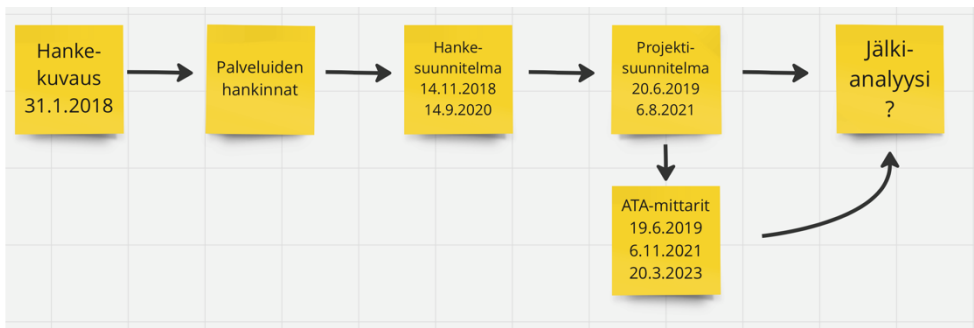 Hanke-
kuvaus
31.1.2018
Palveluiden
hankinnat
Hanke-
suunnitelma
14.11.2018
14.9.2020
Projekti-
suunnitelma
20.6.2019
6.8.2021
Jälki-
analyysi
?
ATA-mittarit
19.6.2019
6.11.2021
20.3.2023